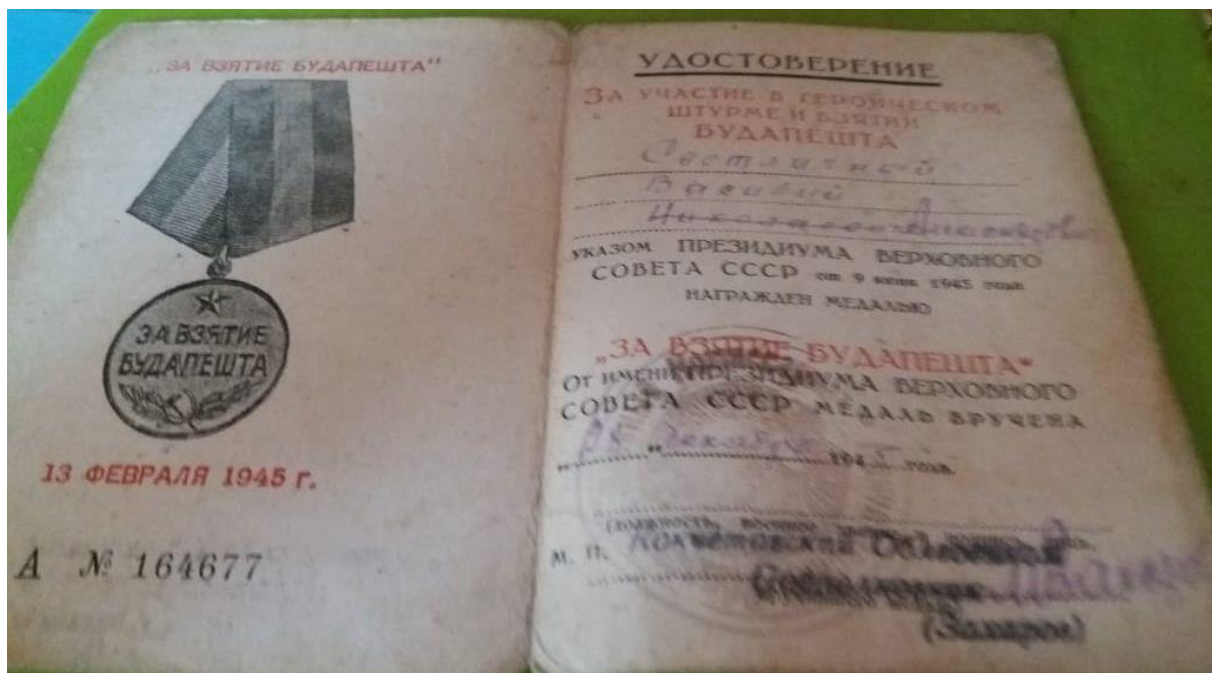 „ЗА ВЗЯТИЕ БУДАПЕШТА"
ЗА ВЗЯТИЕ
БУДАПЕШТА
13 ФЕВРАЛЯ 1945 г.
А № 164677
УДОСТОВЕРЕНИЕ
ЗА УЧАСТИЕ В ГЕРОИЧЕСКОМ
ШТУРМЕ И ВЗЯТИИ
БУДАПЕШТА
Василий
УКАЗОМ ПРЕЗИДИУМА ВЕРХОВНОГО
СОВЕТА СССР от 9 июня 1945 года
НАГРАЖДЕН МЕДАЛЬЮ
„ЗА ВЗЯТИЕ БУДАПЕШТА"
От ИМЕНИ ПРЕЗИДИУМА ВЕРХОВНОГО
СОВЕТА СССР МЕДАЛЬ ВРУЧЕНА
декабря 1945 года
М. П.
(Захаров)